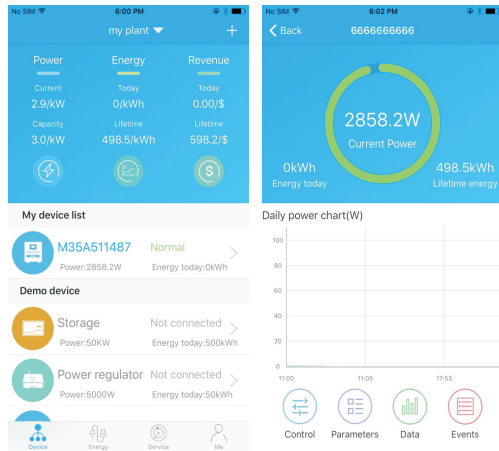 No SIM 6:00 PM
my plant
Power Energy Revenue
Current Today Today
2.9/kW 0/kWh 0.00/$
Capacity Lifetime Lifetime
3.0/kW 498.5/kWh 598.2/$
$
My device list
M35A511487 Normal
Power:2858.2W Energy today:0kWh
Demo device
Storage Not connected
Power:50KW Energy today:500kWh
Power regulator Not connected
Power:5000W Energy today:50kWh
Device Energy Service Me
No SIM 6:02 PM
Back 6666666666
2858.2W
Current Power
0kWh 498.5kWh
Energy today Lifetime energy
Daily power chart(W)
100
80
60
40
20
0
11:00 11:05 17:55
Control Parameters Data Events